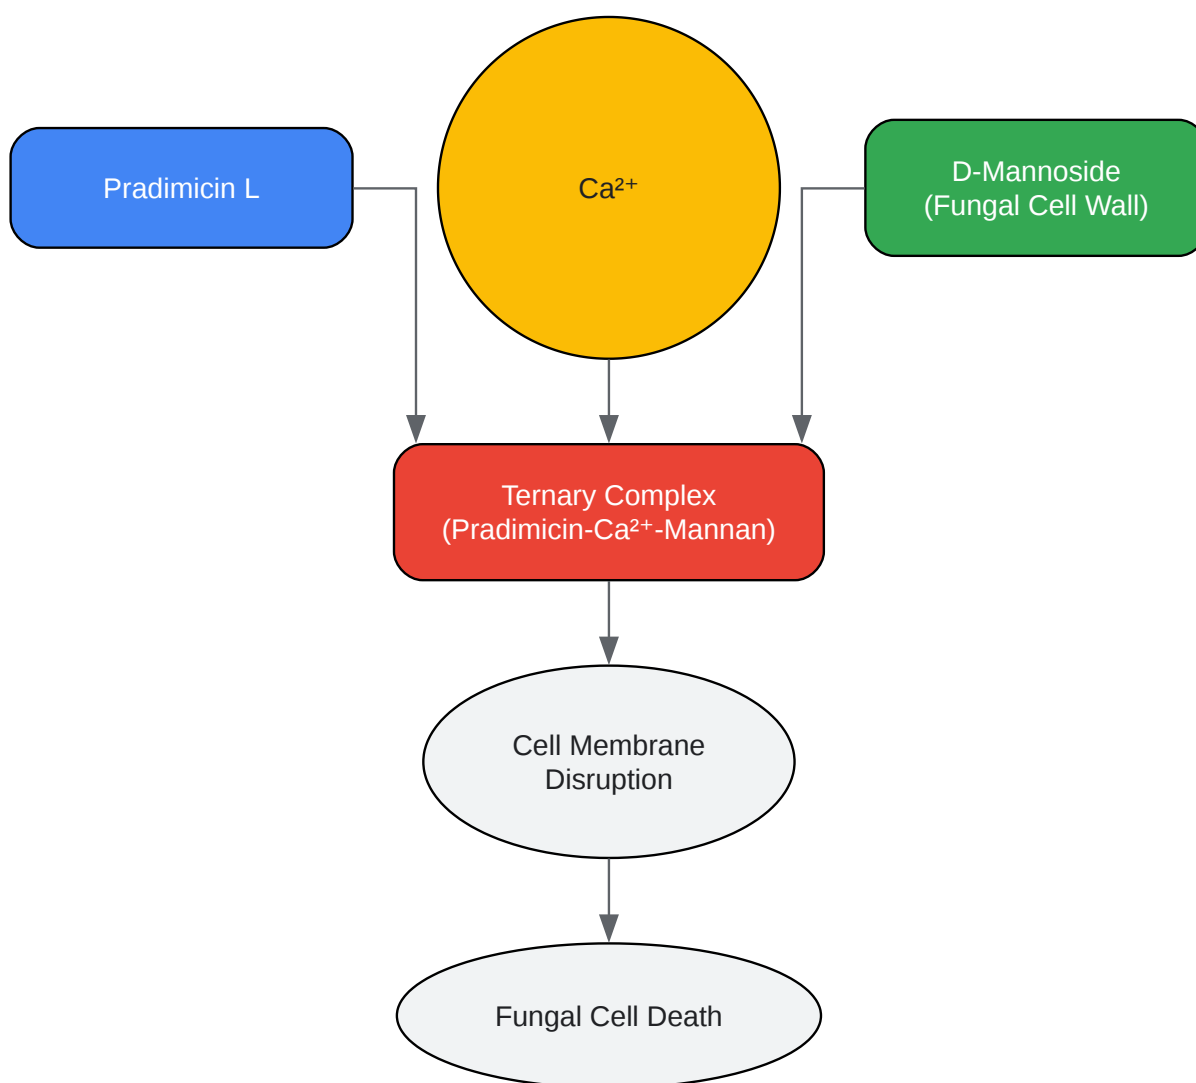 Pradimicin L
Ca²⁺
D-Mannoside
(Fungal Cell Wall)
Ternary Complex
(Pradimicin-Ca²⁺-Mannan)
Cell Membrane
Disruption
Fungal Cell Death